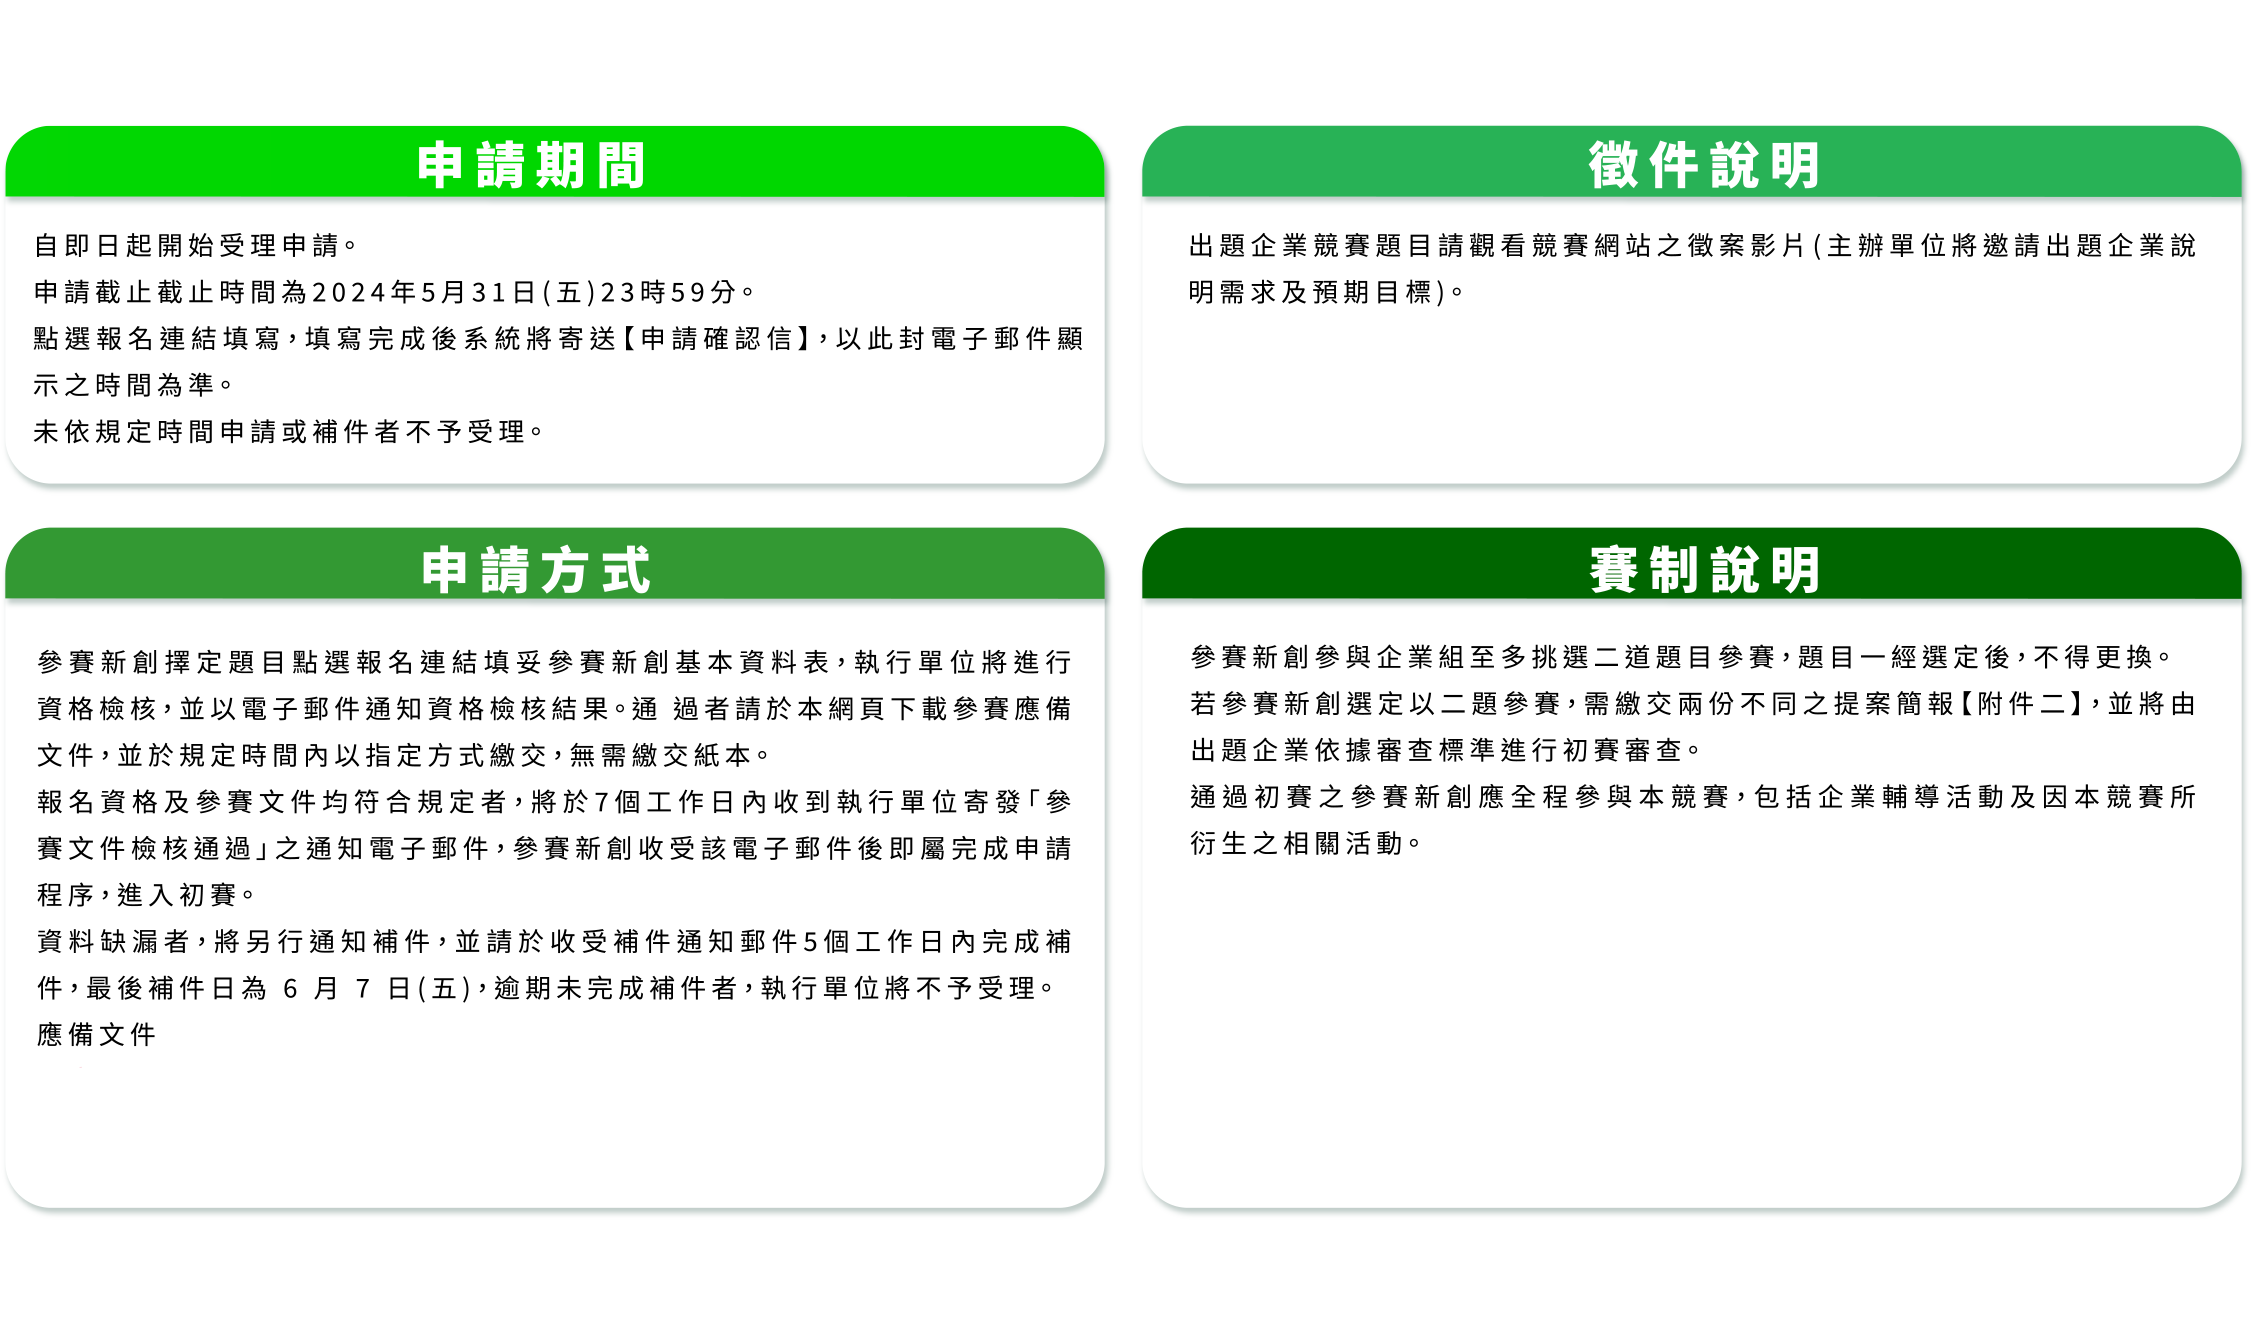 申請期間
自即日起開始受理申請。
申請截止截止時間為2024年5月31日(五)23時59分。
點選報名連結填寫，填寫完成後系統將寄送【申請確認信】，以此封電子郵件顯
示之時間為準。
未依規定時間申請或補件者不予受理。
徵件說明
出題企業競賽題目請觀看競賽網站之徵案影片(主辦單位將邀請出題企業說
明需求及預期目標)。
申請方式
參賽新創擇定題目點選報名連結填妥參賽新創基本資料表，執行單位將進行
資格檢核，並以電子郵件通知資格檢核結果。通 過者請於本網頁下載參賽應備
文件，並於規定時間內以指定方式繳交，無需繳交紙本。
報名資格及參賽文件均符合規定者，將於7個工作日內收到執行單位寄發「參
賽文件檢核通過」之通知電子郵件，參賽新創收受該電子郵件後即屬完成申請
程序，進入初賽。
資料缺漏者，將另行通知補件，並請於收受補件通知郵件5個工作日內完成補
件，最後補件日為 6 月 7 日(五)，逾期未完成補件者，執行單位將不予受理。
應備文件
賽制說明
參賽新創參與企業組至多挑選二道題目參賽，題目一經選定後，不得更換。
若參賽新創選定以二題參賽，需繳交兩份不同之提案簡報【附件二】，並將由
出題企業依據審查標準進行初賽審查。
通過初賽之參賽新創應全程參與本競賽，包括企業輔導活動及因本競賽所
衍生之相關活動。